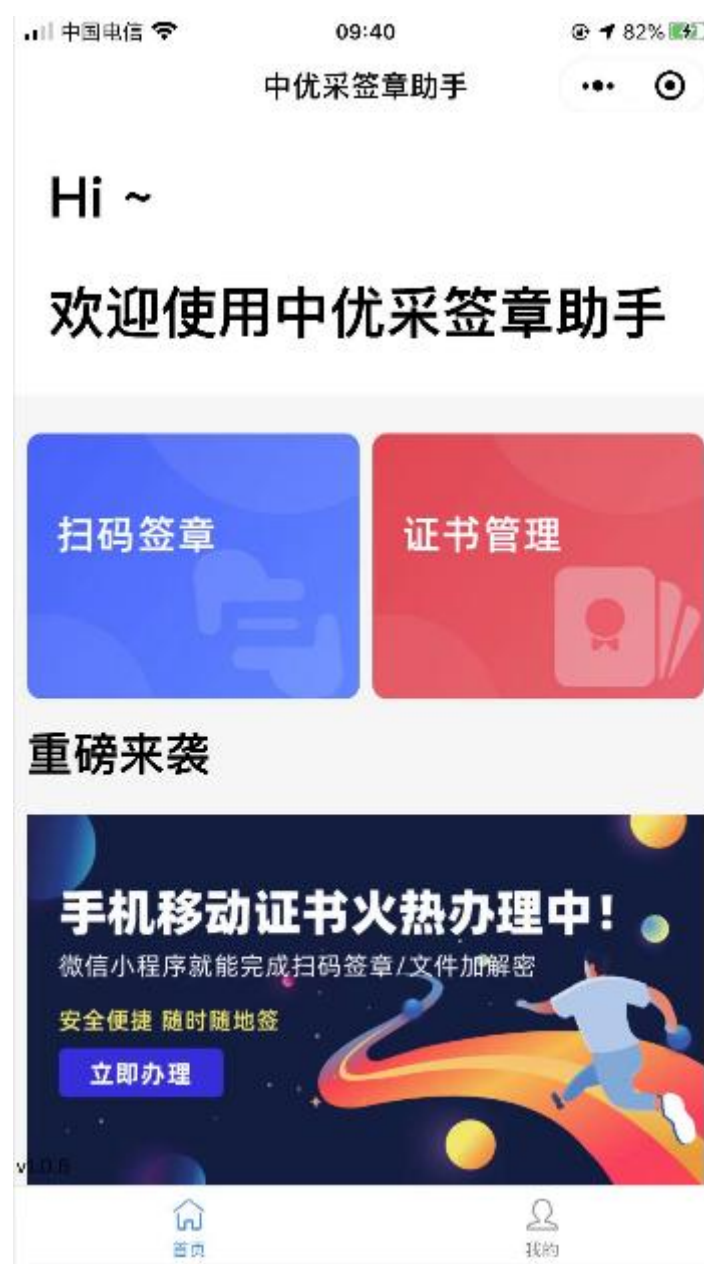 中国电信 09:40 82%
中优采签章助手
Hi ~
欢迎使用中优采签章助手
扫码签章 证书管理
重磅来袭
手机移动证书火热办理中！
微信小程序就能完成扫码签章/文件加解密
安全便捷 随时随地签
立即办理
首页 我的